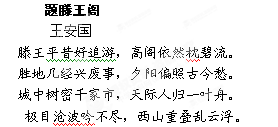 题滕王阁
王安国
滕王平昔好追游，高阁依然枕碧流。
胜地几经兴废事，夕阳偏照古今愁。
城中树密千家市，天际人归一叶舟。
极目沧波吟不尽，西山重叠乱云浮。